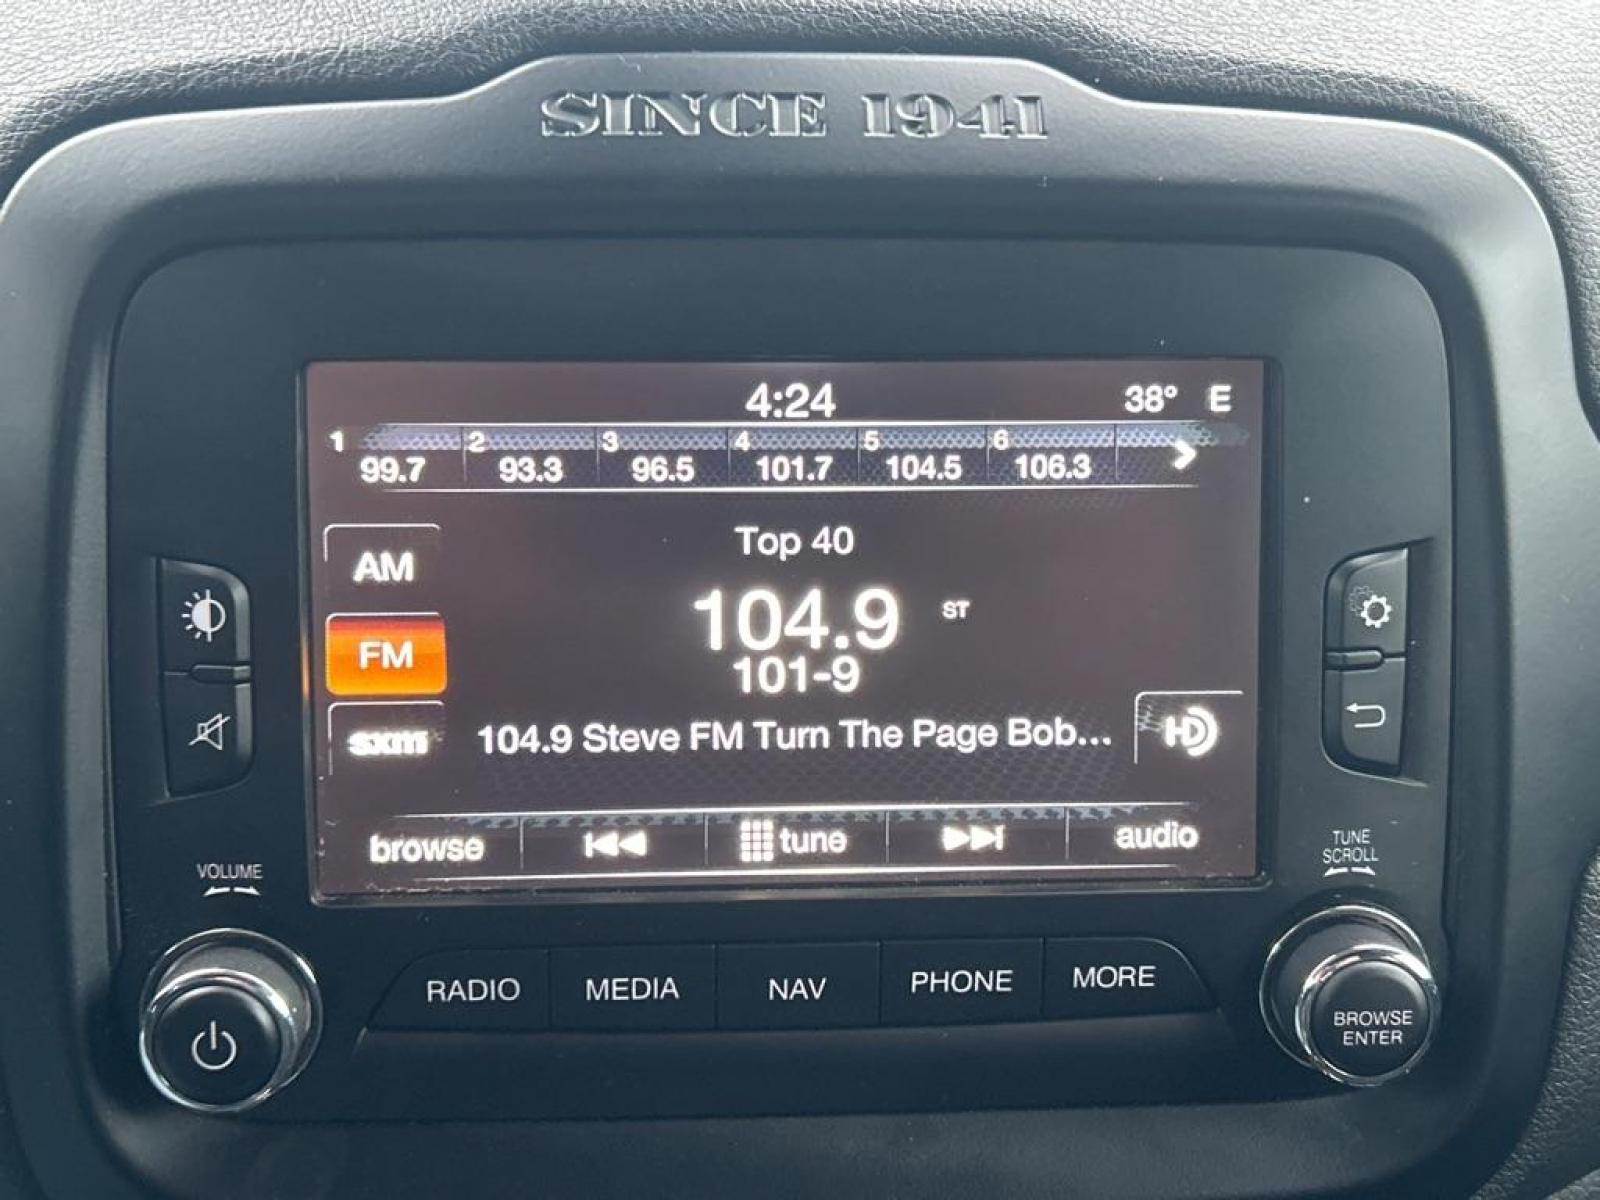 SINCE 1941
4:24
38° E
1 2 3 4 5 6
99.7 93.3 96.5 101.7 104.5 106.3
Top 40
AM
104.9 ST
FM
101-9
sxm
104.9 Steve FM Turn The Page Bob...
HD
browse
tune
audio
VOLUME
TUNE
SCROLL
RADIO
MEDIA
NAV
PHONE
MORE
BROWSE
ENTER